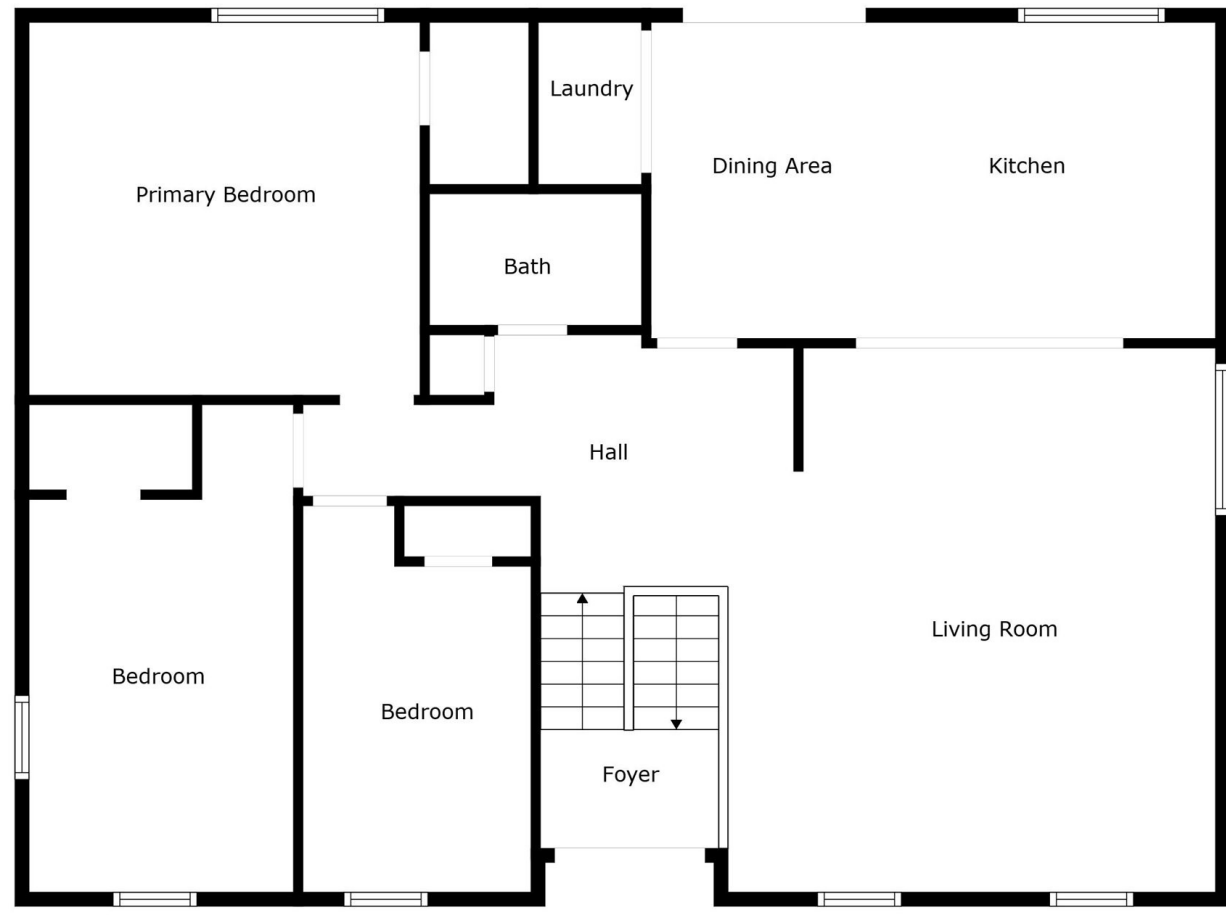 Laundry
Dining Area
Kitchen
Primary Bedroom
Bath
Hall
Living Room
Bedroom
Bedroom
Foyer